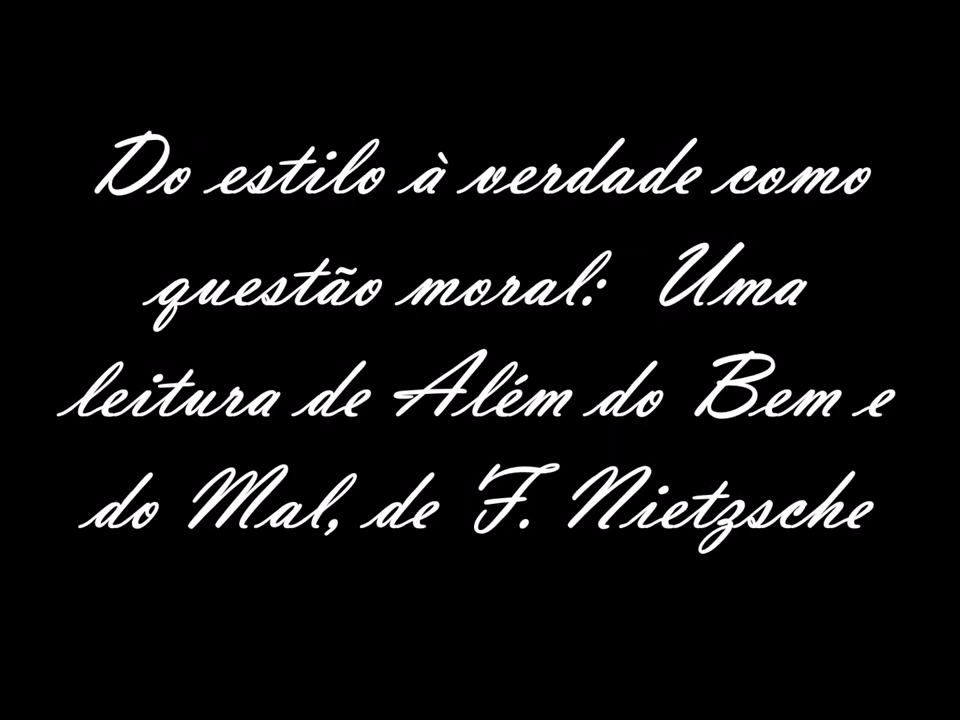 Do estilo à verdade como
questão moral: Uma
leitura de Além do Bem e
do Mal, de F. Nietzsche